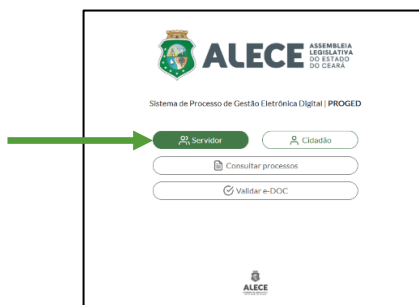 ALECE ASSEMBLEIA
LEGISLATIVA
DO ESTADO
DO CEARÁ
Sistema de Processo de Gestão Eletrônica Digital | PROGED
Servidor
Cidadão
Consultar processos
Validar e-DOC
ALECE